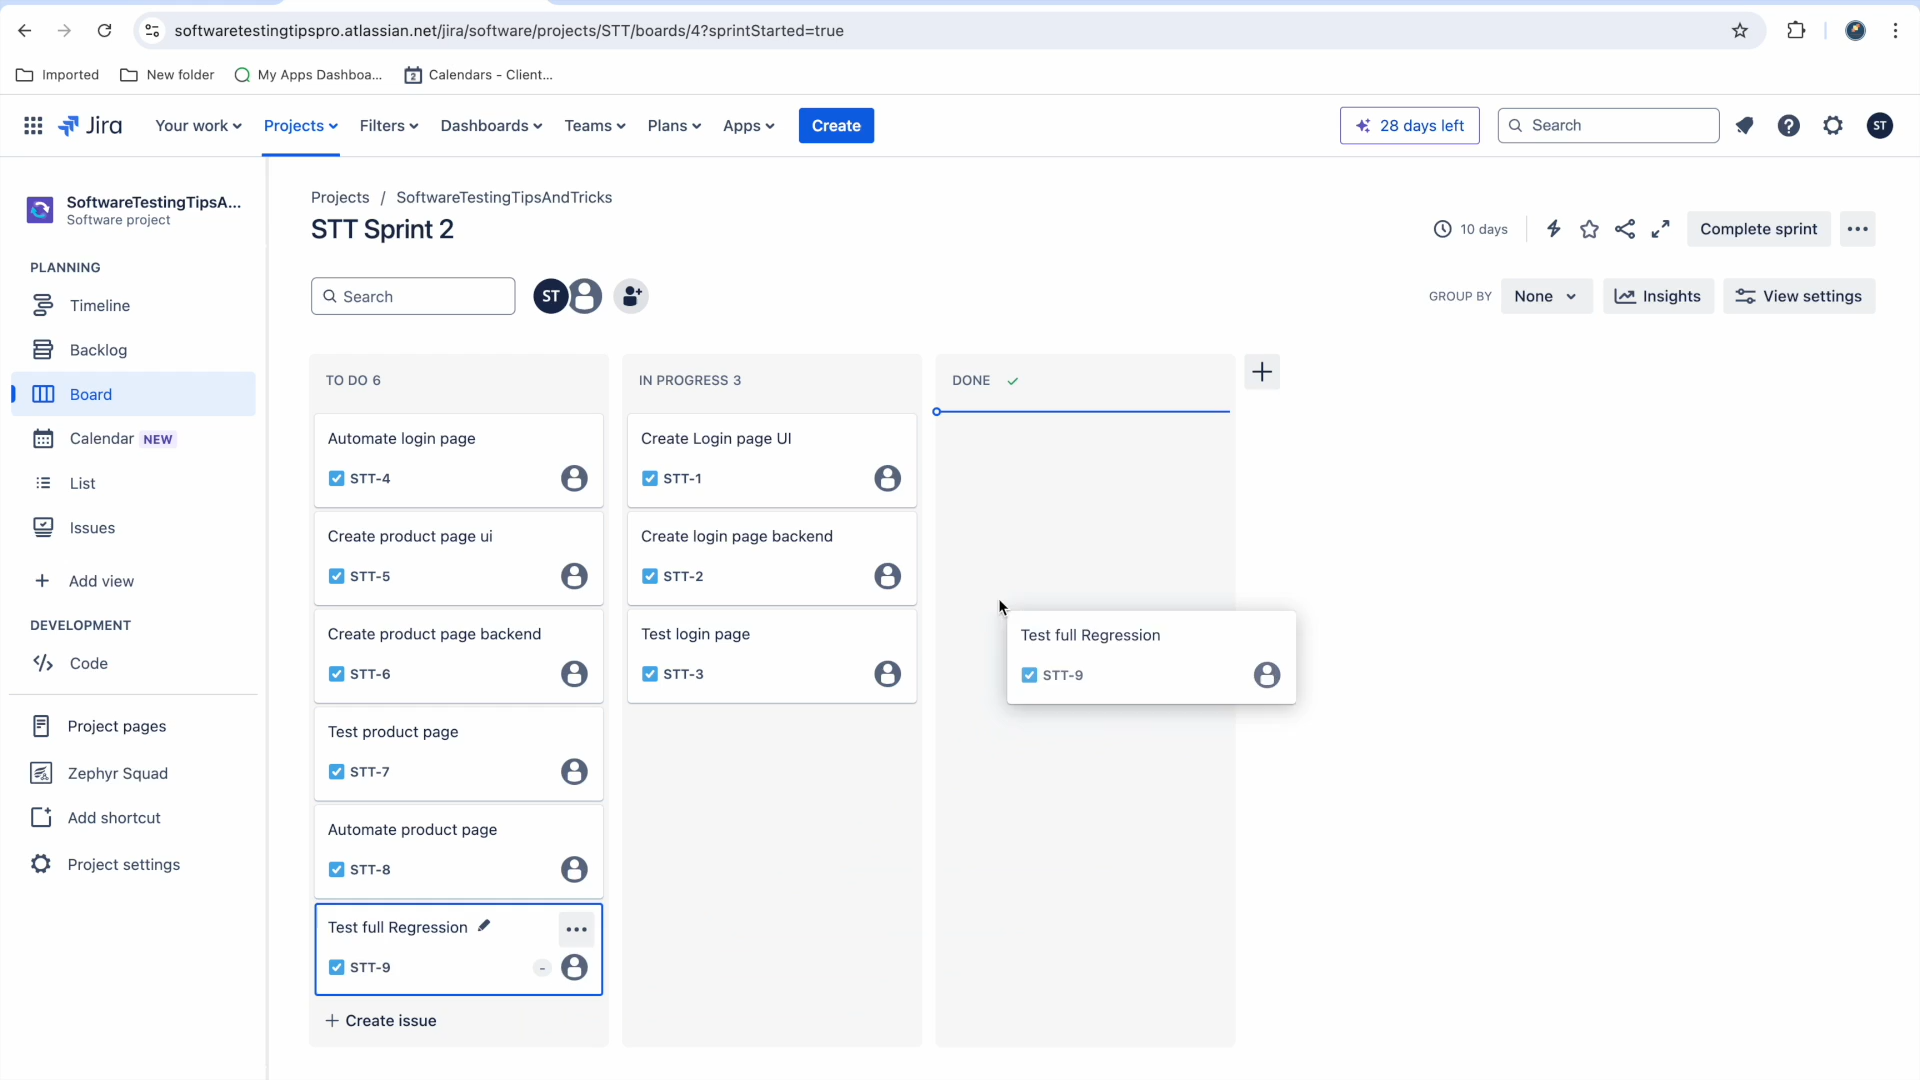 softwaretestingtipspro.atlassian.net/jira/software/projects/STT/boards/4?sprintStarted=true
Imported New folder My Apps Dashboa... 2 Calendars - Client...
Jira Your work Projects Filters Dashboards Teams Plans Apps Create 28 days left Search ? ST
SoftwareTestingTipsA...
Software project
PLANNING
Timeline
Backlog
Board
Calendar NEW
List
Issues
+ Add view
DEVELOPMENT
</> Code
Project pages
Zephyr Squad
Add shortcut
Project settings
Projects / SoftwareTestingTipsAndTricks
STT Sprint 2
10 days Complete sprint
Search ST
GROUP BY None Insights View settings
TO DO 6
Automate login page
STT-4
Create product page ui
STT-5
Create product page backend
STT-6
Test product page
STT-7
Automate product page
STT-8
Test full Regression
STT-9 -
+ Create issue
IN PROGRESS 3
Create Login page UI
STT-1
Create login page backend
STT-2
Test login page
STT-3
DONE
Test full Regression
STT-9